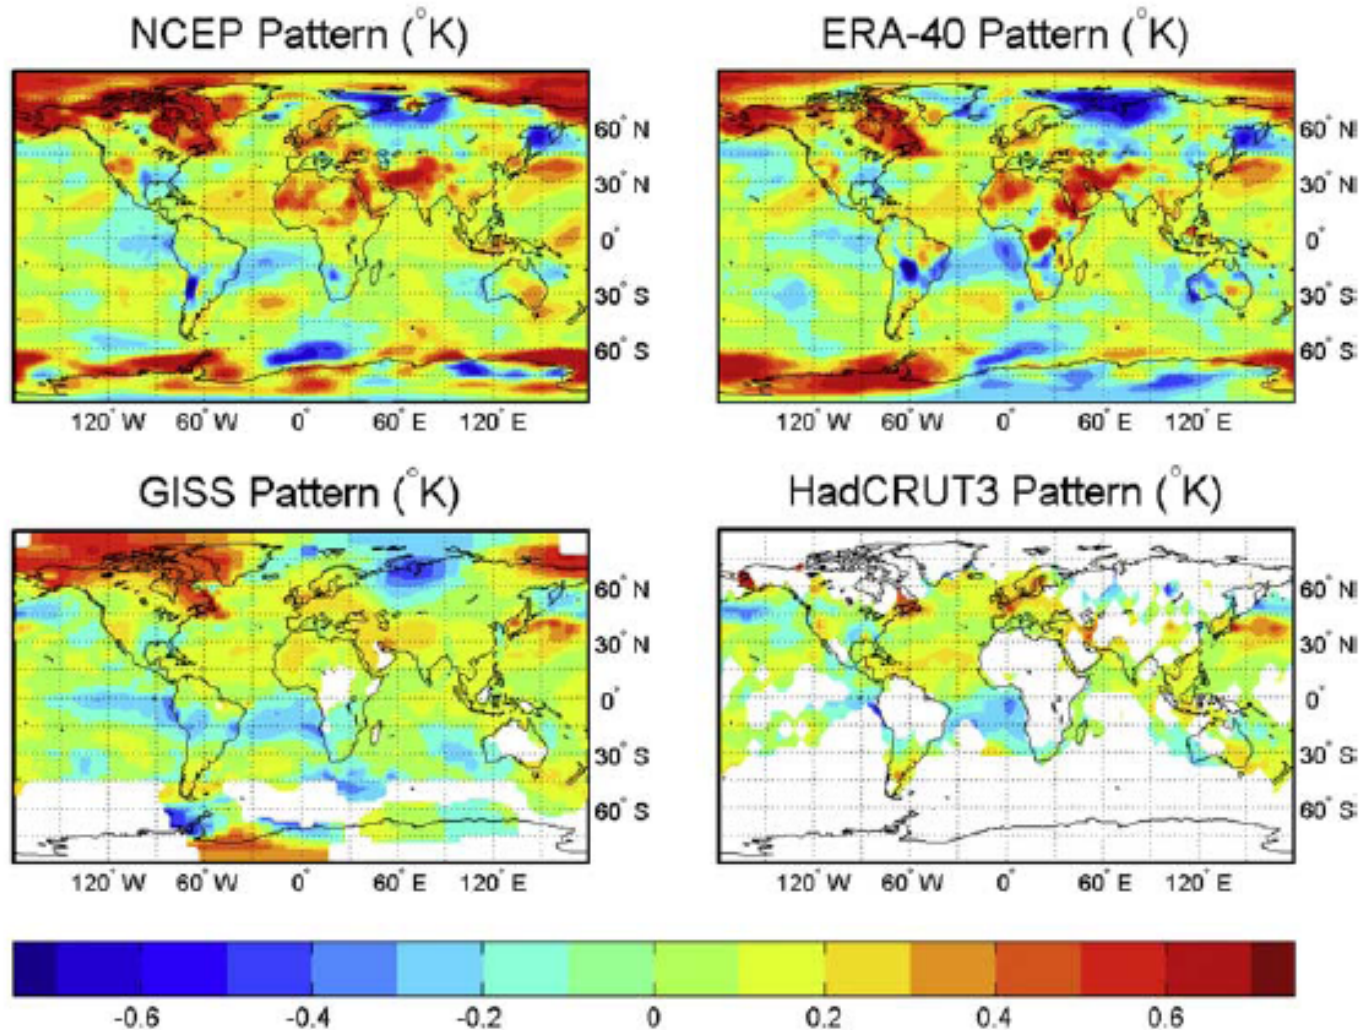 NCEP Pattern (°K)
ERA-40 Pattern (°K)
60° N
30° N
0°
30° S
60° S
120° W 60° W 0° 60° E 120° E
60° N
30° N
0°
30° S
60° S
120° W 60° W 0° 60° E 120° E
GISS Pattern (°K)
HadCRUT3 Pattern (°K)
60° N
30° N
0°
30° S
60° S
120° W 60° W 0° 60° E 120° E
60° N
30° N
0°
30° S
60° S
120° W 60° W 0° 60° E 120° E
-0.6 -0.4 -0.2 0 0.2 0.4 0.6